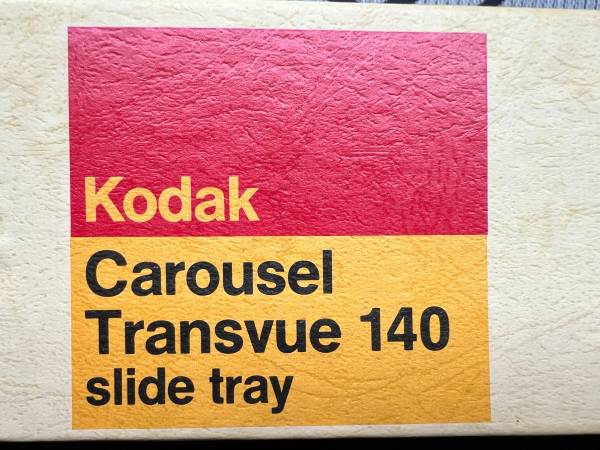 Kodak
Carousel
Transvue 140
slide tray